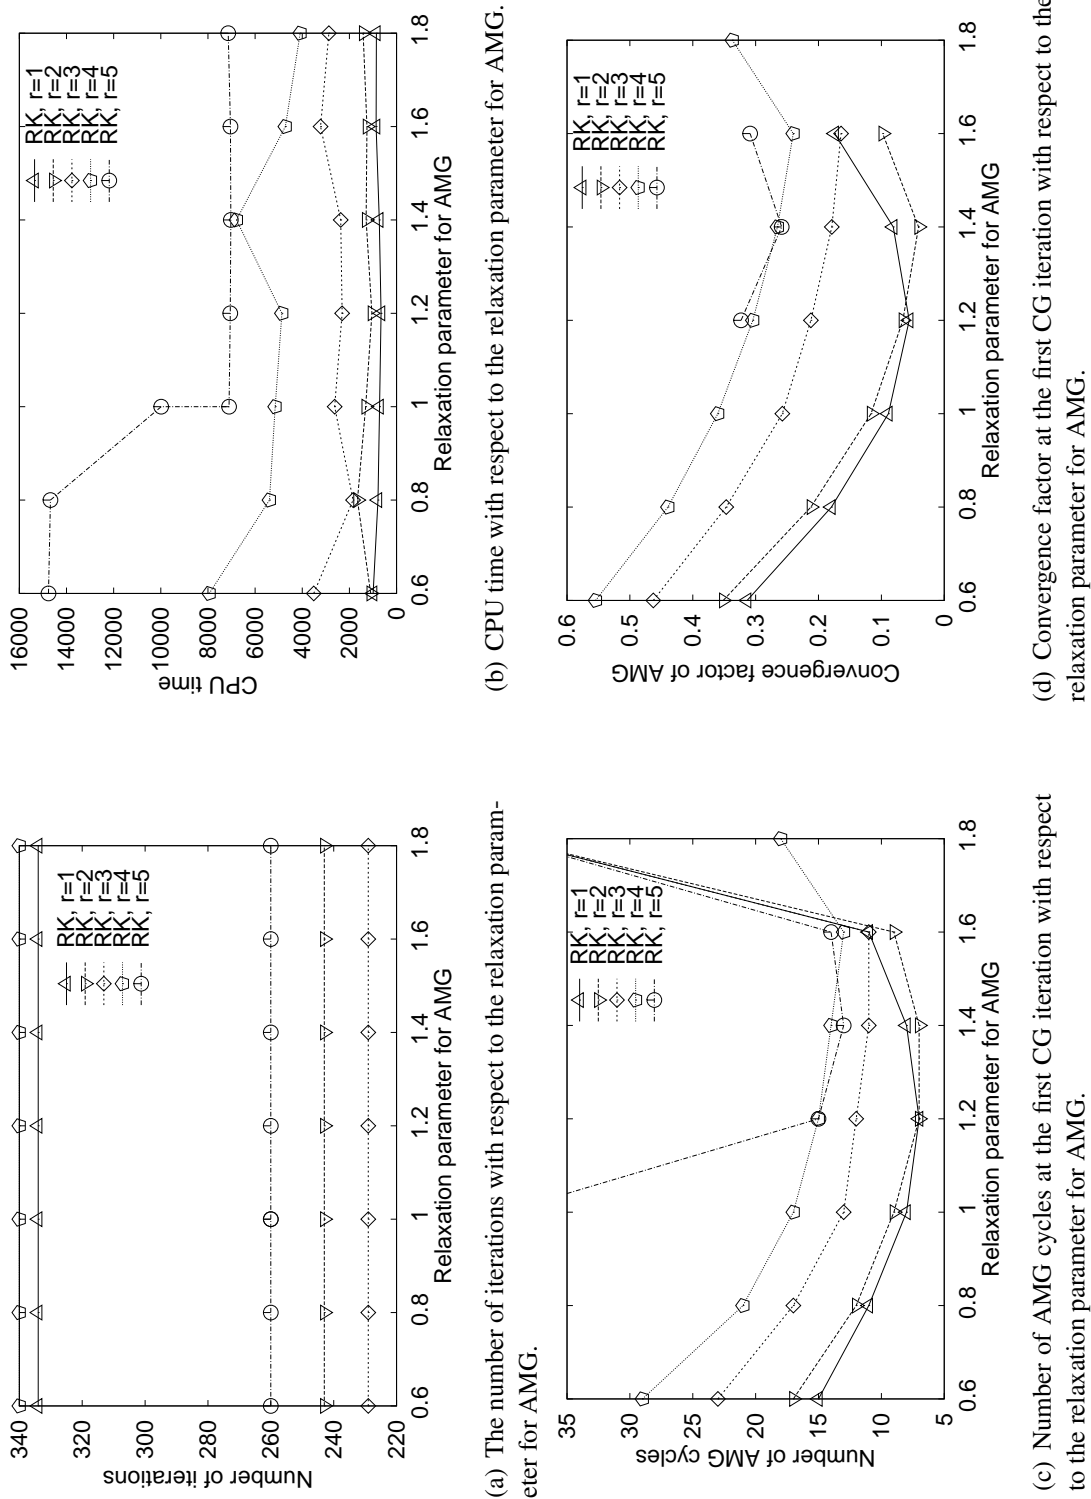 340
320
300
280
260
240
220
0.6
0.8
1
1.2
1.4
1.6
1.8
Number of iterations
Relaxation parameter for AMG
RK, r=1
RK, r=2
RK, r=3
RK, r=4
RK, r=5
(a) The number of iterations with respect to the relaxation param-
eter for AMG.
16000
14000
12000
10000
8000
6000
4000
2000
0
0.6
0.8
1
1.2
1.4
1.6
1.8
CPU time
Relaxation parameter for AMG
RK, r=1
RK, r=2
RK, r=3
RK, r=4
RK, r=5
(b) CPU time with respect to the relaxation parameter for AMG.
35
30
25
20
15
10
5
0.6
0.8
1
1.2
1.4
1.6
1.8
Number of AMG cycles
Relaxation parameter for AMG
RK, r=1
RK, r=2
RK, r=3
RK, r=4
RK, r=5
(c) Number of AMG cycles at the first CG iteration with respect
to the relaxation parameter for AMG.
0.6
0.5
0.4
0.3
0.2
0.1
0
0.6
0.8
1
1.2
1.4
1.6
1.8
Convergence factor of AMG
Relaxation parameter for AMG
RK, r=1
RK, r=2
RK, r=3
RK, r=4
RK, r=5
(d) Convergence factor at the first CG iteration with respect to the
relaxation parameter for AMG.